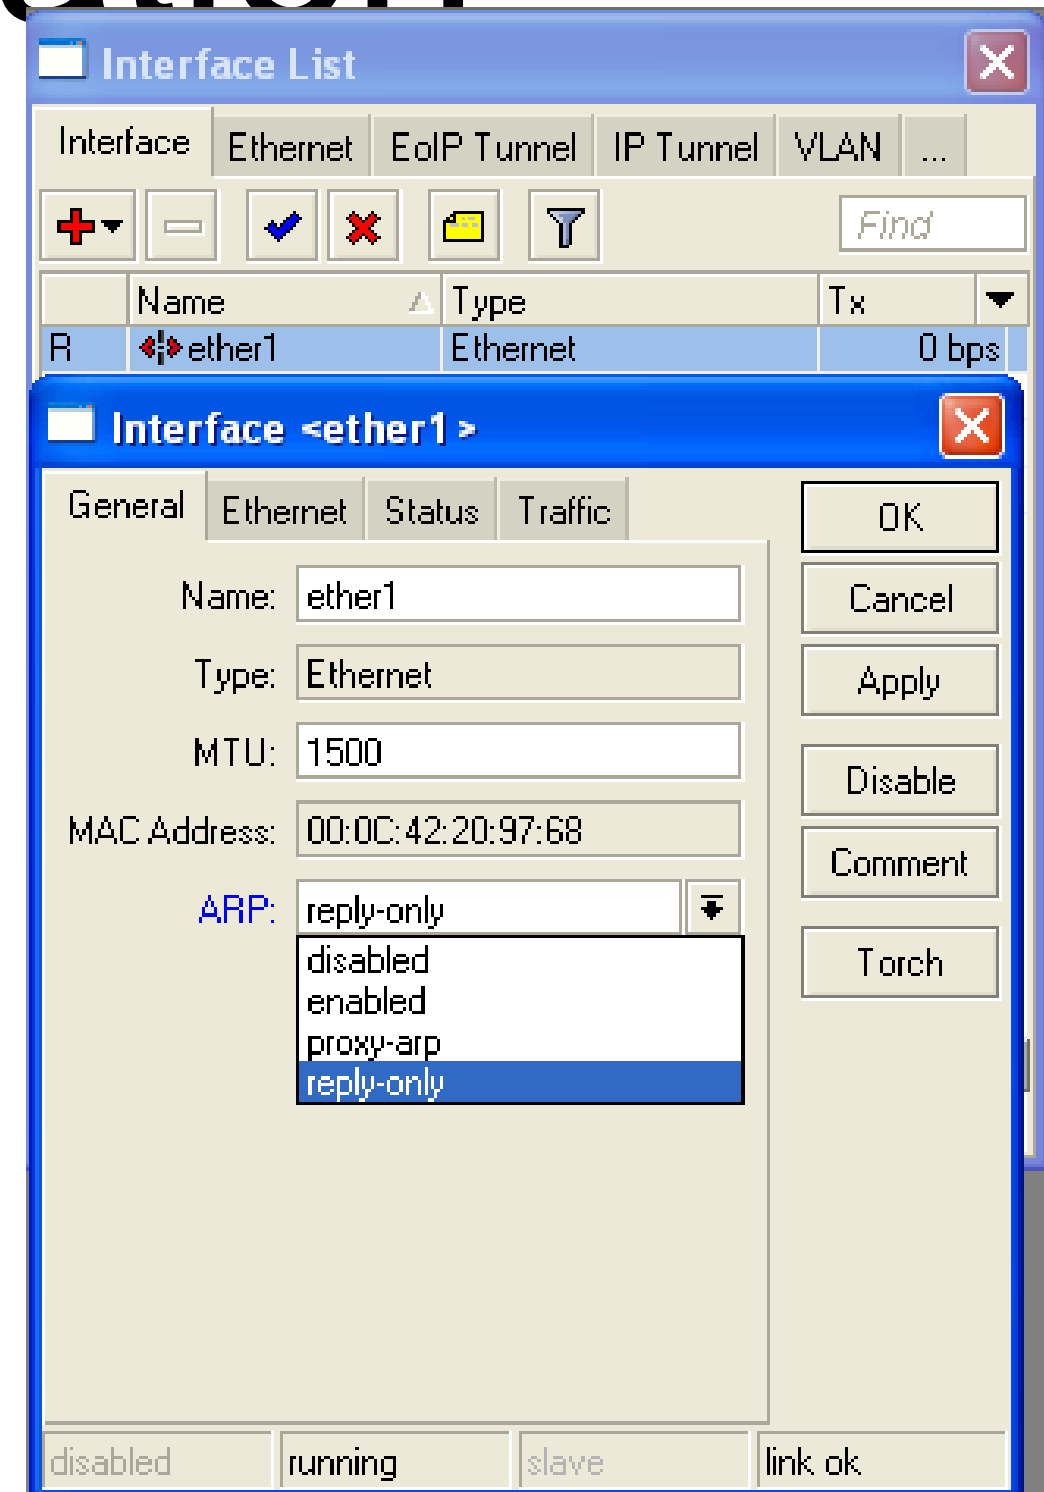 Interface List
Interface Ethernet EoIP Tunnel IP Tunnel VLAN ...
Find
Name Type Tx
R ether1 Ethernet 0 bps
Interface <ether1>
General Ethernet Status Traffic
OK
Name: ether1
Cancel
Type: Ethernet
Apply
MTU: 1500
Disable
MAC Address: 00:0C:42:20:97:68
Comment
ARP: reply-only
disabled
Torch
enabled
proxy-arp
reply-only
disabled running slave link ok